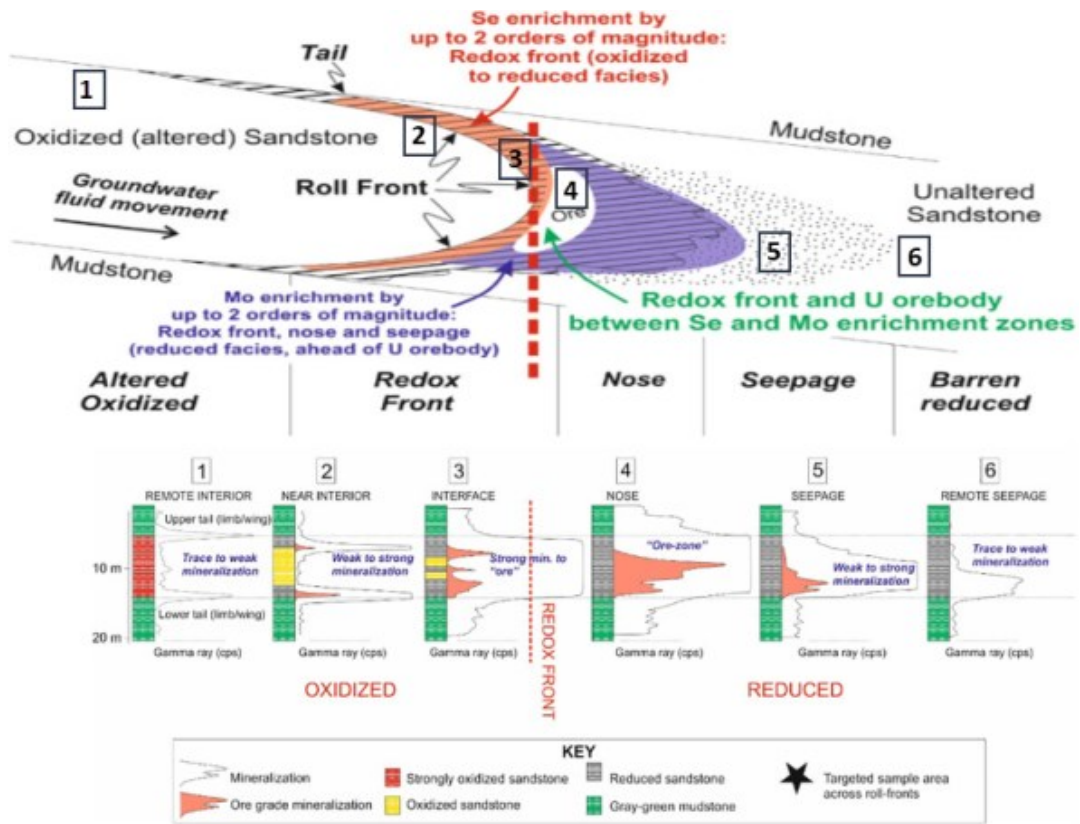 Se enrichment by
up to 2 orders of magnitude:
Redox front (oxidized
to reduced facies)
Tail
1
Oxidized (altered) Sandstone
2
3
Mudstone
Roll Front
4
Ore
Unaltered
Sandstone
Groundwater
fluid movement
5
6
Mudstone
Mo enrichment by
up to 2 orders of magnitude:
Redox front, nose and seepage
(reduced facies, ahead of U orebody)
Redox front and U orebody
between Se and Mo enrichment zones
Altered
Oxidized
Redox
Front
Nose
Seepage
Barren
reduced
1
REMOTE INTERIOR
2
NEAR INTERIOR
3
INTERFACE
4
NOSE
5
SEEPAGE
6
REMOTE SEEPAGE
Upper tail (limb/wing)
Trace to weak
mineralization
Weak to strong
mineralization
Strong min. to
"ore"
"Ore-zone"
Weak to strong
mineralization
Trace to weak
mineralization
10 m
Lower tail (limb/wing)
20 m
Gamma ray (cps)
Gamma ray (cps)
Gamma ray (cps)
Gamma ray (cps)
Gamma ray (cps)
Gamma ray (cps)
REDOX FRONT
OXIDIZED
REDUCED
KEY
Mineralization
Strongly oxidized sandstone
Reduced sandstone
Targeted sample area
across roll-fronts
Ore grade mineralization
Oxidized sandstone
Gray-green mudstone